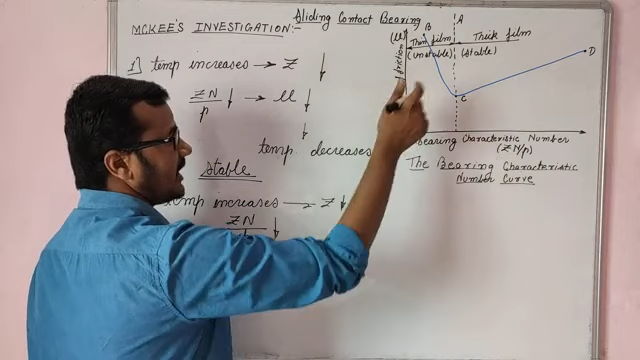 Sliding Contact Bearing
MCKEE'S INVESTIGATION:-
1] temp increases → Z ↓
ZN/p ↓ → μ ↓
↓
temp. decreases
stable
temp increases → Z ↓
ZN ↓
(μ)
friction
B
A
Thin film
(Unstable)
Thick film
(stable)
C
D
Bearing Characteristic Number
(ZN/p)
The Bearing Characteristic
Number Curve